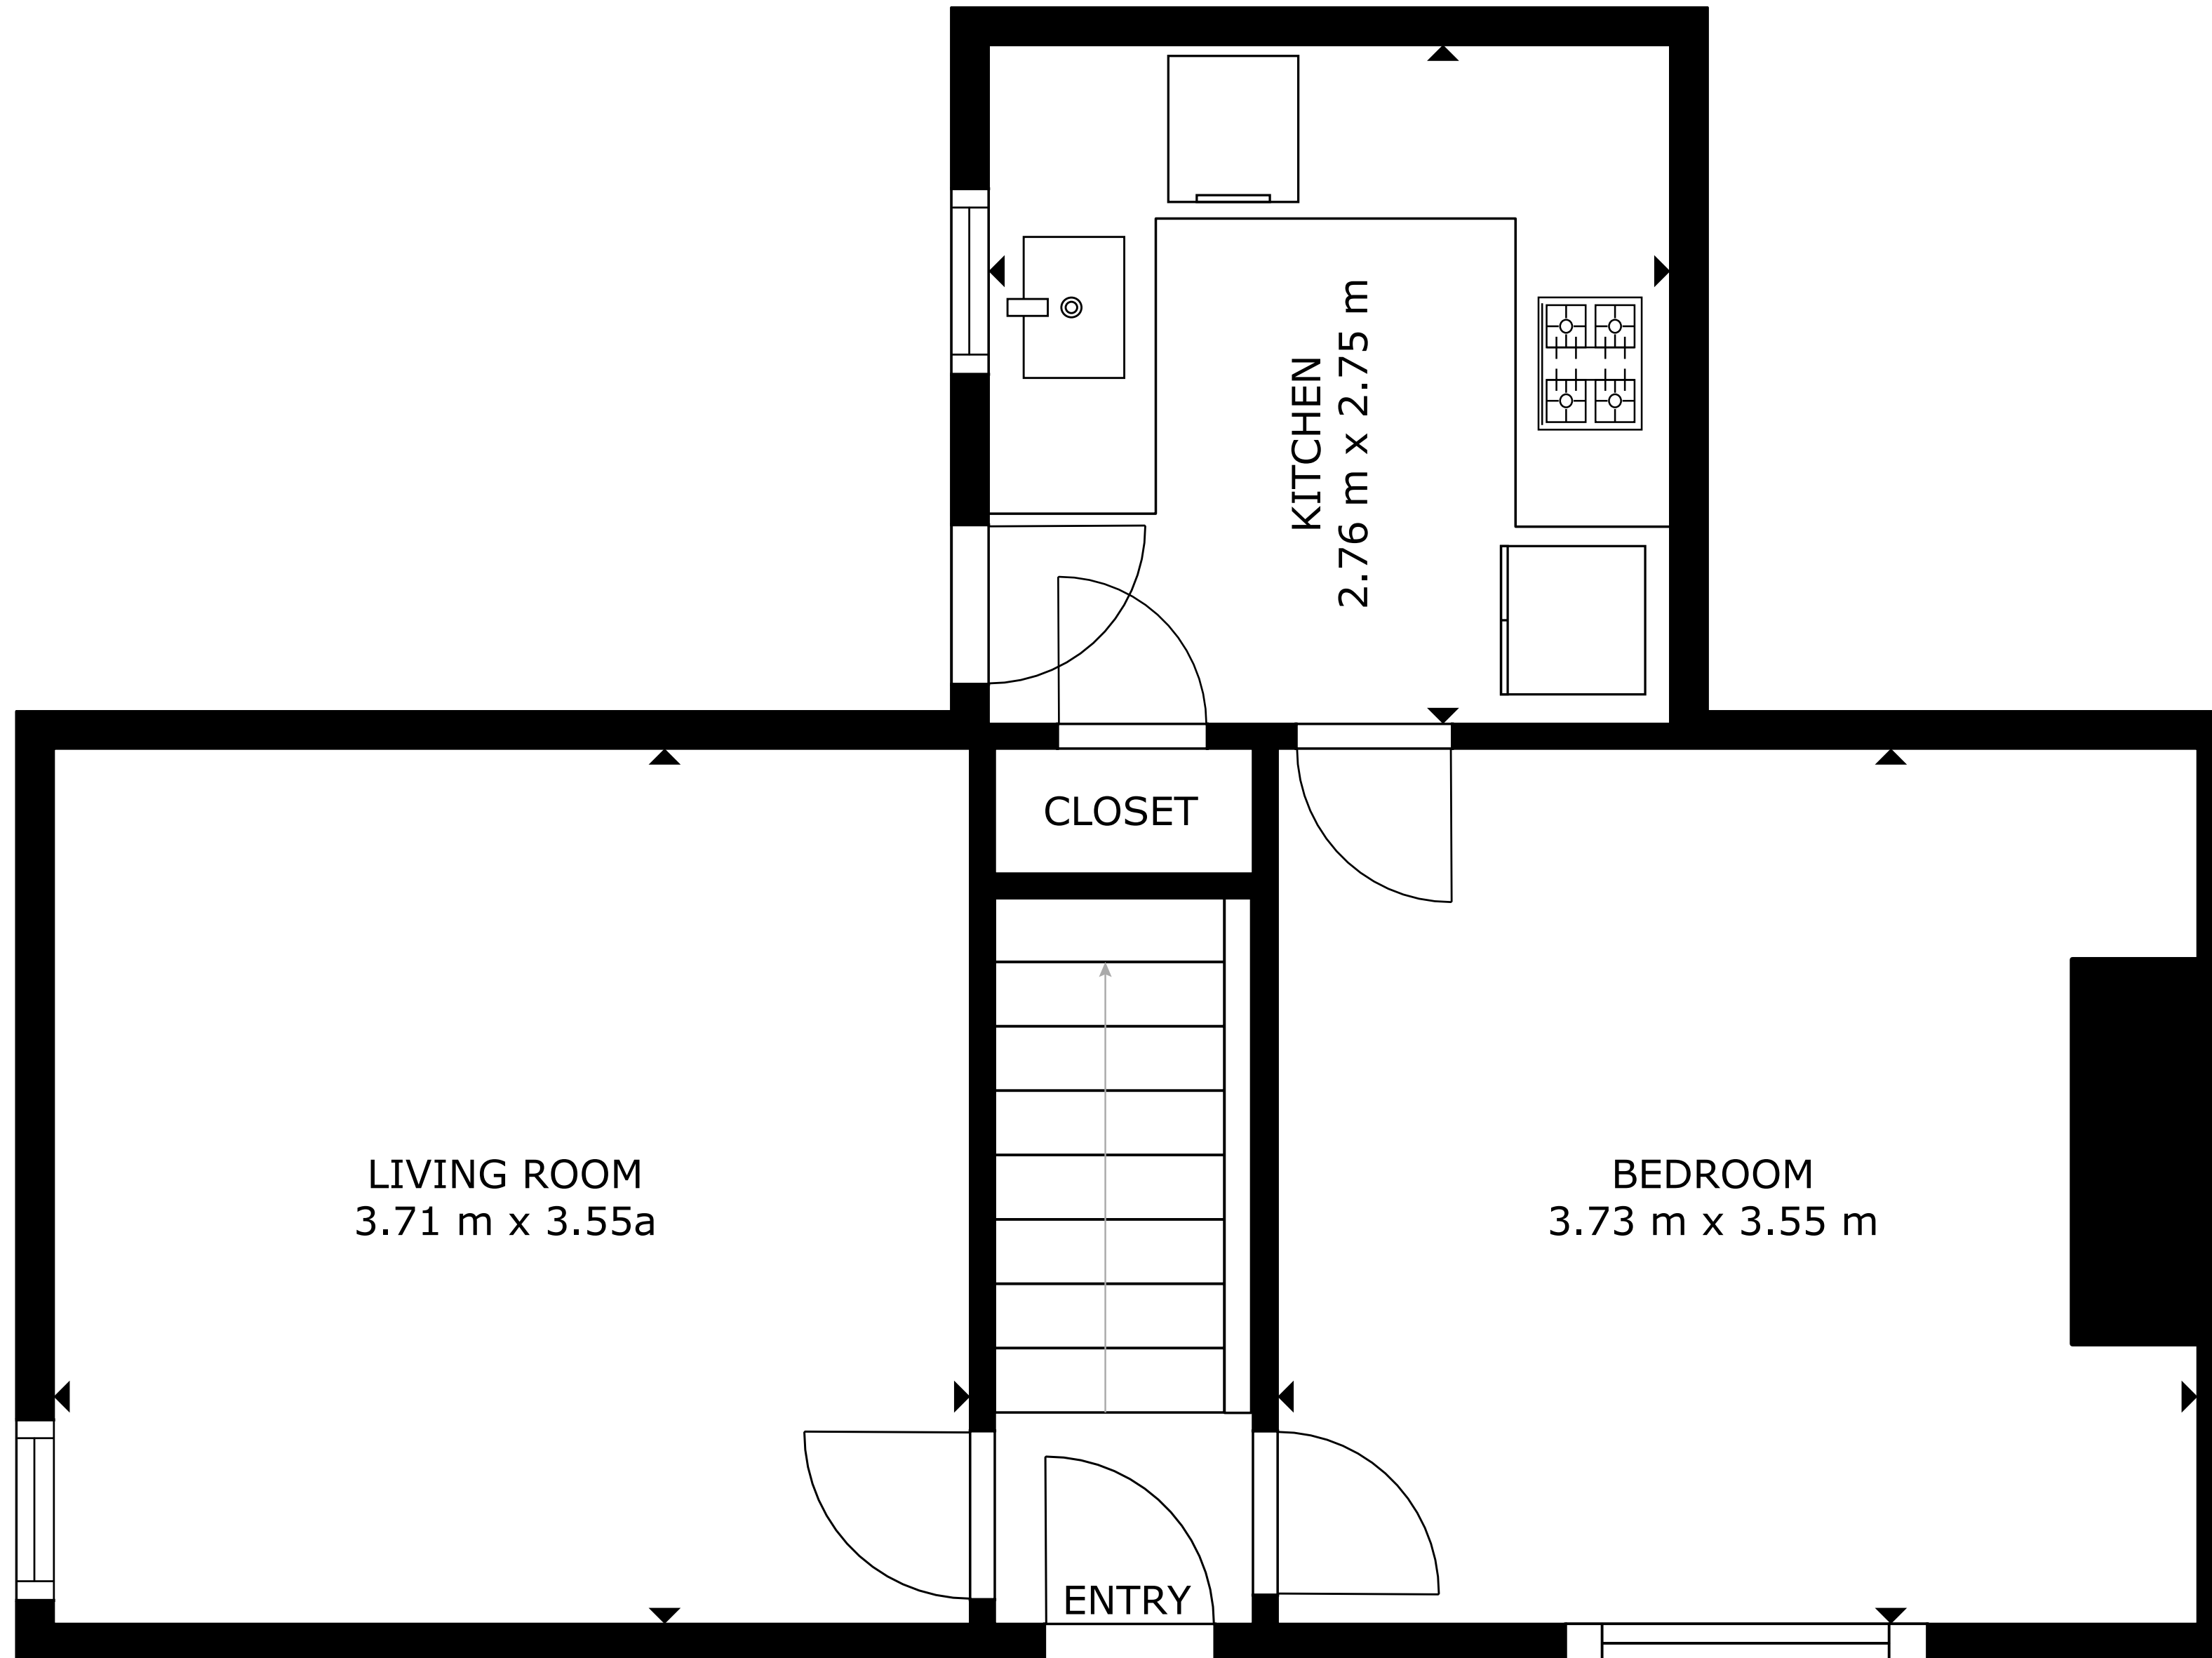 KITCHEN
2.76 m x 2.75 m
CLOSET
LIVING ROOM
3.71 m x 3.55a
BEDROOM
3.73 m x 3.55 m
ENTRY